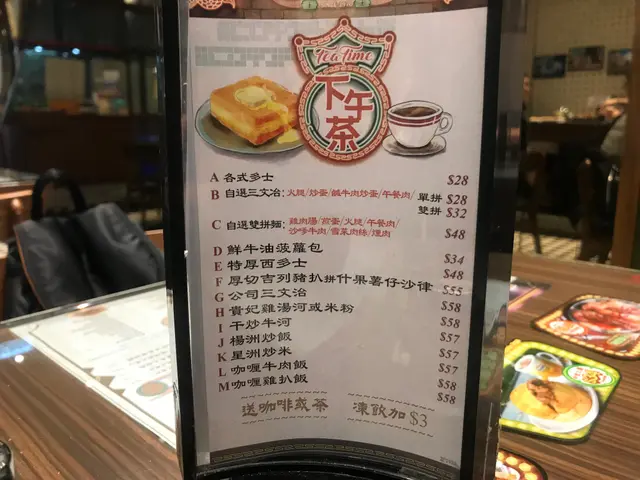 Tea Time
下午茶
A 各式多士 $28
B 自選三文冶: 火腿/炒蛋/鹹牛肉炒蛋/午餐肉/ 單拼 $28
雙拼 $32
C 自選雙拼麵: 雞肉腸/煎蛋/火腿/午餐肉/
沙嗲牛肉/雪菜肉絲/煙肉 $48
D 鮮牛油菠蘿包 $34
E 特厚西多士 $48
F 厚切吉列豬扒拼什果薯仔沙律 $55
G 公司三文治 $58
H 貴妃雞湯河或米粉 $58
I 干炒牛河 $57
J 楊洲炒飯 $57
K 星洲炒米 $57
L 咖喱牛肉飯 $58
M 咖喱雞扒飯 $58
送咖啡或茶 凍飲加 $3